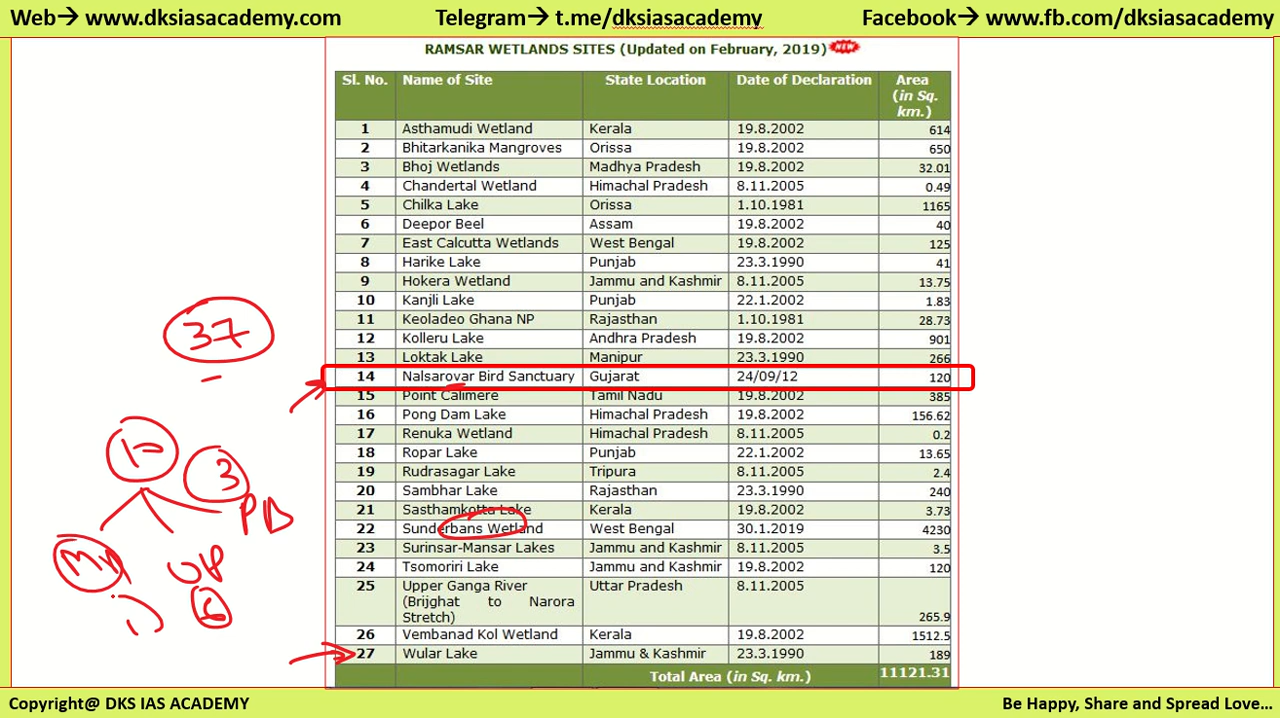 Web→ www.dksiasacademy.com Telegram→ t.me/dksiasacademy Facebook→ www.fb.com/dksiasacademy
RAMSAR WETLANDS SITES (Updated on February, 2019) NEW
Sl. No. Name of Site State Location Date of Declaration Area (in Sq. km.)
1 Asthamudi Wetland Kerala 19.8.2002 614
2 Bhitarkanika Mangroves Orissa 19.8.2002 650
3 Bhoj Wetlands Madhya Pradesh 19.8.2002 32.01
4 Chandertal Wetland Himachal Pradesh 8.11.2005 0.49
5 Chilka Lake Orissa 1.10.1981 1165
6 Deepor Beel Assam 19.8.2002 40
7 East Calcutta Wetlands West Bengal 19.8.2002 125
8 Harike Lake Punjab 23.3.1990 41
9 Hokera Wetland Jammu and Kashmir 8.11.2005 13.75
10 Kanjli Lake Punjab 22.1.2002 1.83
11 Keoladeo Ghana NP Rajasthan 1.10.1981 28.73
12 Kolleru Lake Andhra Pradesh 19.8.2002 901
13 Loktak Lake Manipur 23.3.1990 266
37
14 Nalsarovar Bird Sanctuary Gujarat 24/09/12 120
15 Point Calimere Tamil Nadu 19.8.2002 385
16 Pong Dam Lake Himachal Pradesh 19.8.2002 156.62
17 Renuka Wetland Himachal Pradesh 8.11.2005 0.2
18 Ropar Lake Punjab 22.1.2002 13.65
19 Rudrasagar Lake Tripura 8.11.2005 2.4
3
20 Sambhar Lake Rajasthan 23.3.1990 240
21 Sasthamkotta Lake Kerala 19.8.2002 3.73
PB
22 Sunderbans Wetland West Bengal 30.1.2019 4230
23 Surinsar-Mansar Lakes Jammu and Kashmir 8.11.2005 3.5
24 Tsomoriri Lake Jammu and Kashmir 19.8.2002 120
UP
25 Upper Ganga River Uttar Pradesh 8.11.2005
(Brijghat to Narora
Stretch) 265.9
26 Vembanad Kol Wetland Kerala 19.8.2002 1512.5
27 Wular Lake Jammu & Kashmir 23.3.1990 189
Total Area (in Sq. km.) 11121.31
Copyright@ DKS IAS ACADEMY Be Happy, Share and Spread Love…